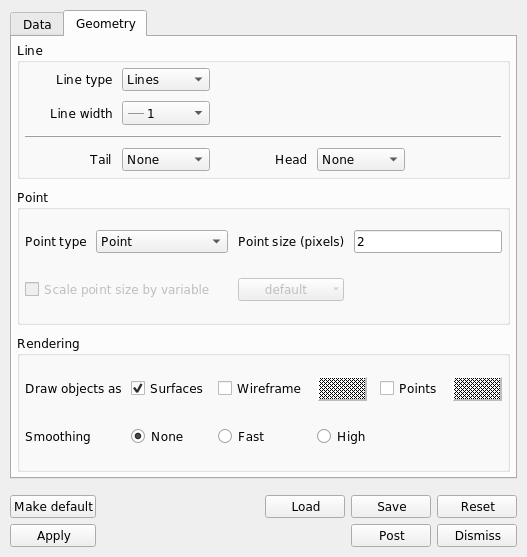 Data Geometry
Line
Line type Lines
Line width 1
Tail None Head None
Point
Point type Point Point size (pixels) 2
Scale point size by variable default
Rendering
Draw objects as Surfaces Wireframe Points
Smoothing None Fast High
Make default Load Save Reset
Apply Post Dismiss